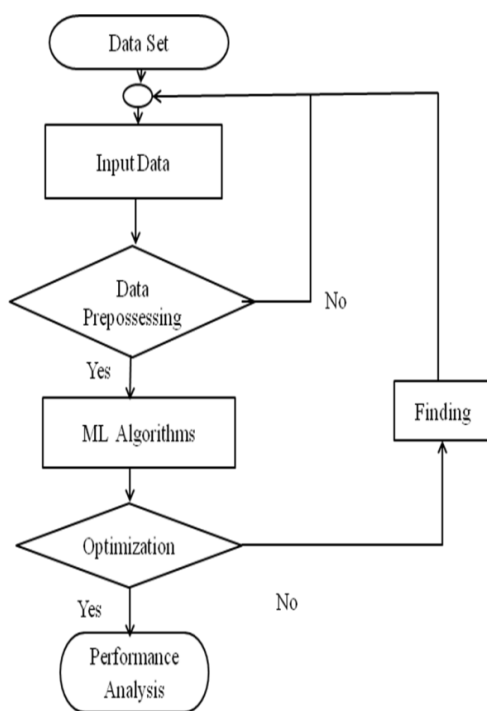 Data Set
Input Data
Data
Prepossessing
No
Yes
ML Algorithms
Finding
Optimization
Yes
No
Performance
Analysis